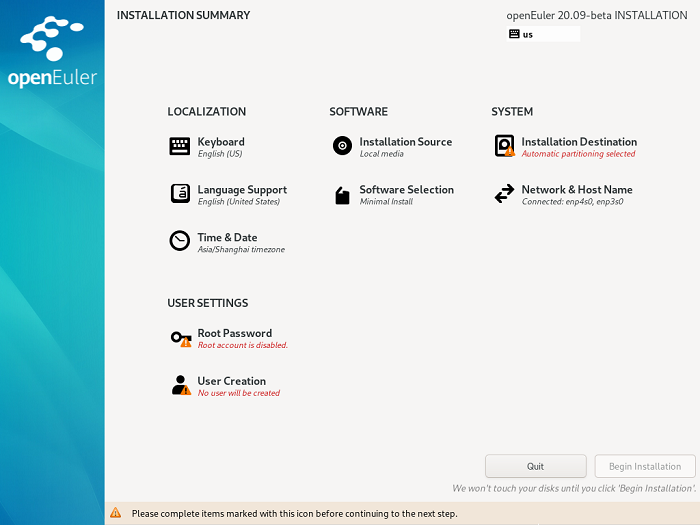 openEuler
INSTALLATION SUMMARY
openEuler 20.09-beta INSTALLATION
us
LOCALIZATION
Keyboard
English (US)
Language Support
English (United States)
Time & Date
Asia/Shanghai timezone
SOFTWARE
Installation Source
Local media
Software Selection
Minimal Install
SYSTEM
Installation Destination
Automatic partitioning selected
Network & Host Name
Connected: enp4s0, enp3s0
USER SETTINGS
Root Password
Root account is disabled.
User Creation
No user will be created
Quit
Begin Installation
We won't touch your disks until you click 'Begin Installation'.
Please complete items marked with this icon before continuing to the next step.